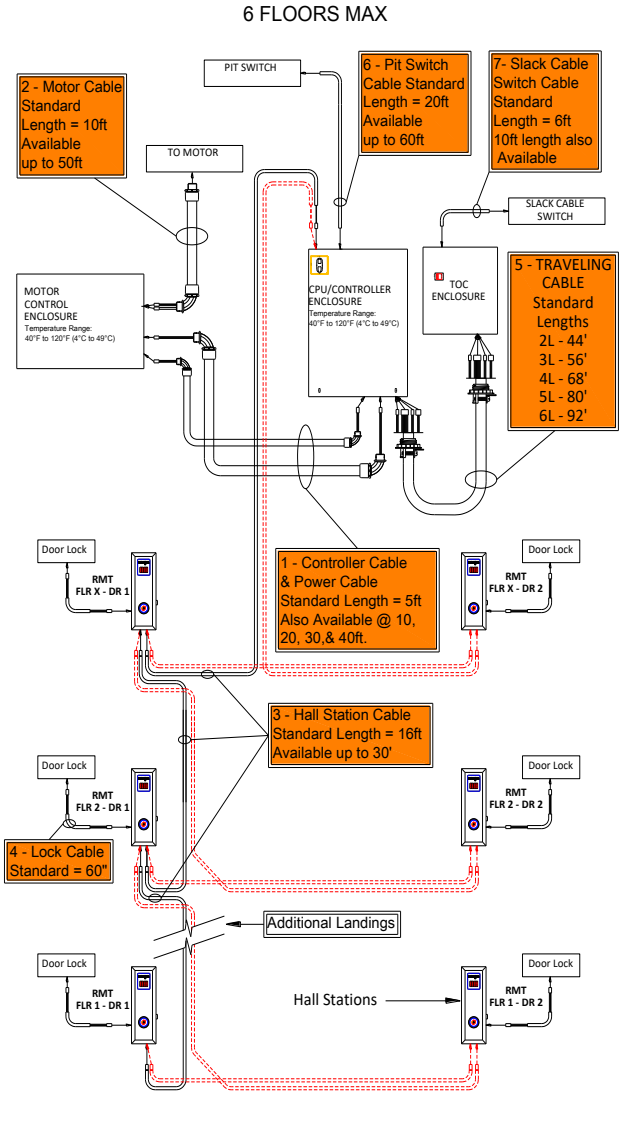 6 FLOORS MAX
2 - Motor Cable
Standard
Length = 10ft
Available
up to 50ft
PIT SWITCH
6 - Pit Switch
Cable Standard
Length = 20ft
Available
up to 60ft
7- Slack Cable
Switch Cable
Standard
Length = 6ft
10ft length also
Available
TO MOTOR
SLACK CABLE
SWITCH
MOTOR
CONTROL
ENCLOSURE
Temperature Range:
40°F to 120°F (4°C to 49°C)
CPU/CONTROLLER
ENCLOSURE
Temperature Range:
40°F to 120°F (4°C to 49°C)
TOC
ENCLOSURE
5 - TRAVELING
CABLE
Standard
Lengths
2L - 44'
3L - 56'
4L - 68'
5L - 80'
6L - 92'
1 - Controller Cable
& Power Cable
Standard Length = 5ft
Also Available @ 10,
20, 30,& 40ft.
Door Lock
RMT
FLR X - DR 1
Door Lock
RMT
FLR X - DR 2
3 - Hall Station Cable
Standard Length = 16ft
Available up to 30'
Door Lock
RMT
FLR 2 - DR 1
Door Lock
RMT
FLR 2 - DR 2
4 - Lock Cable
Standard = 60"
Additional Landings
Door Lock
RMT
FLR 1 - DR 1
Hall Stations
Door Lock
RMT
FLR 1 - DR 2